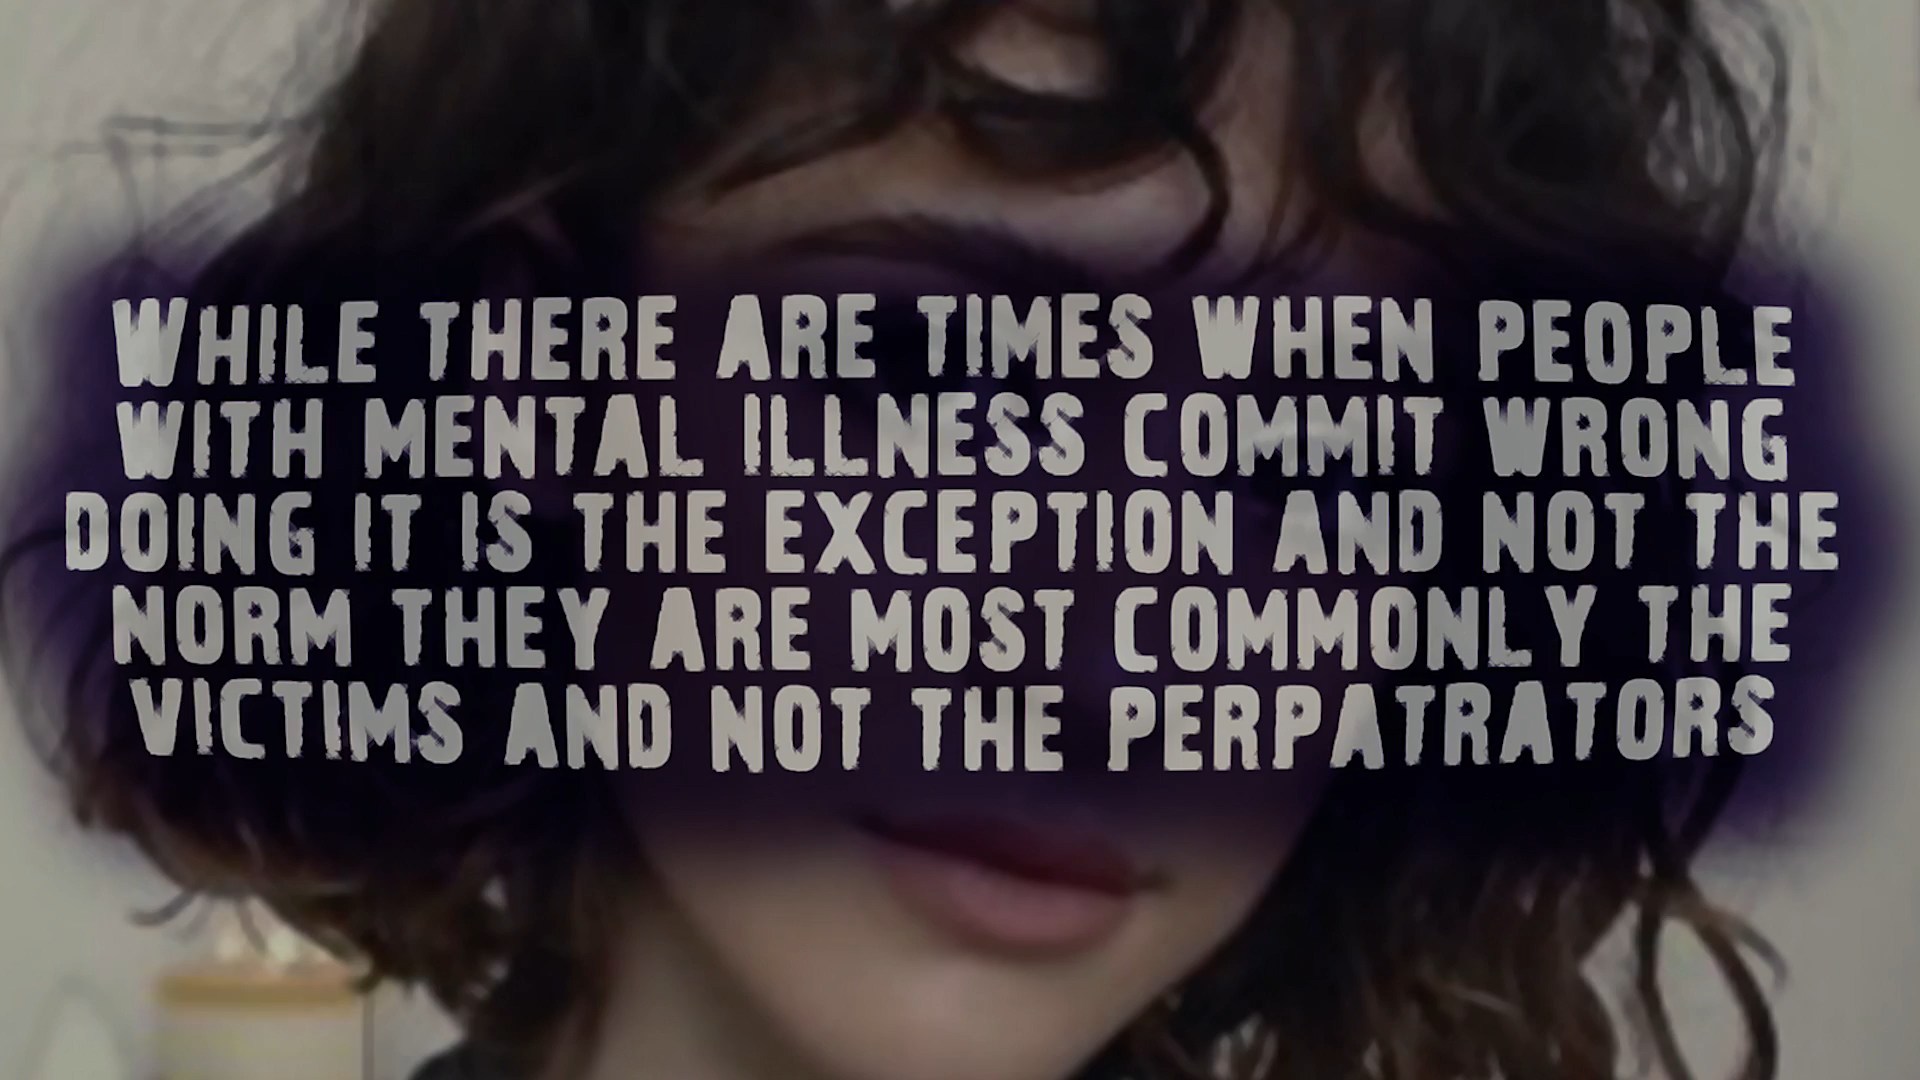 WHILE THERE ARE TIMES WHEN PEOPLE
WITH MENTAL ILLNESS COMMIT WRONG
DOING IT IS THE EXCEPTION AND NOT THE
NORM THEY ARE MOST COMMONLY THE
VICTIMS AND NOT THE PERPATRATORS